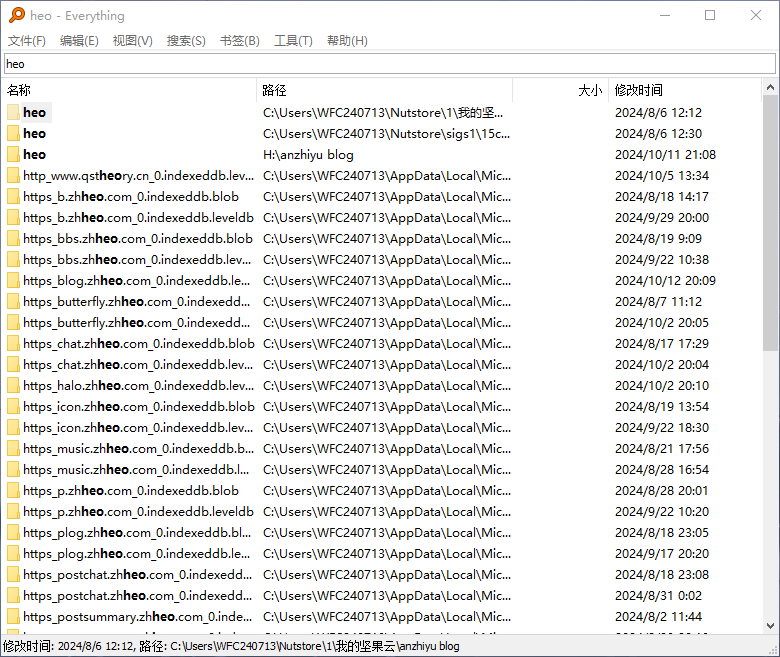 heo - Everything
文件(F) 编辑(E) 视图(V) 搜索(S) 书签(B) 工具(T) 帮助(H)
heo
名称 路径 大小 修改时间
heo C:\Users\WFC240713\Nutstore\1\我的坚... 2024/8/6 12:12
heo C:\Users\WFC240713\Nutstore\sigs1\15c... 2024/8/6 12:30
heo H:\anzhiyu blog 2024/10/11 21:08
http_www.qstheory.cn_0.indexeddb.lev... C:\Users\WFC240713\AppData\Local\Mic... 2024/10/5 13:34
https_b.zhheo.com_0.indexeddb.blob C:\Users\WFC240713\AppData\Local\Mic... 2024/8/18 14:17
https_b.zhheo.com_0.indexeddb.leveldb C:\Users\WFC240713\AppData\Local\Mic... 2024/9/29 20:00
https_bbs.zhheo.com_0.indexeddb.blob C:\Users\WFC240713\AppData\Local\Mic... 2024/8/19 9:09
https_bbs.zhheo.com_0.indexeddb.lev... C:\Users\WFC240713\AppData\Local\Mic... 2024/9/22 10:38
https_blog.zhheo.com_0.indexeddb.le... C:\Users\WFC240713\AppData\Local\Mic... 2024/10/12 20:09
https_butterfly.zhheo.com_0.indexedd... C:\Users\WFC240713\AppData\Local\Mic... 2024/8/7 11:12
https_butterfly.zhheo.com_0.indexedd... C:\Users\WFC240713\AppData\Local\Mic... 2024/10/2 20:05
https_chat.zhheo.com_0.indexeddb.blob C:\Users\WFC240713\AppData\Local\Mic... 2024/8/17 17:29
https_chat.zhheo.com_0.indexeddb.lev... C:\Users\WFC240713\AppData\Local\Mic... 2024/10/2 20:04
https_halo.zhheo.com_0.indexeddb.lev... C:\Users\WFC240713\AppData\Local\Mic... 2024/10/2 20:10
https_icon.zhheo.com_0.indexeddb.blob C:\Users\WFC240713\AppData\Local\Mic... 2024/8/19 13:54
https_icon.zhheo.com_0.indexeddb.lev... C:\Users\WFC240713\AppData\Local\Mic... 2024/9/22 18:30
https_music.zhheo.com_0.indexeddb.b... C:\Users\WFC240713\AppData\Local\Mic... 2024/8/21 17:56
https_music.zhheo.com_0.indexeddb.l... C:\Users\WFC240713\AppData\Local\Mic... 2024/8/28 16:54
https_p.zhheo.com_0.indexeddb.blob C:\Users\WFC240713\AppData\Local\Mic... 2024/8/28 20:01
https_p.zhheo.com_0.indexeddb.leveldb C:\Users\WFC240713\AppData\Local\Mic... 2024/9/22 10:20
https_plog.zhheo.com_0.indexeddb.bl... C:\Users\WFC240713\AppData\Local\Mic... 2024/8/18 23:05
https_plog.zhheo.com_0.indexeddb.le... C:\Users\WFC240713\AppData\Local\Mic... 2024/9/17 20:20
https_postchat.zhheo.com_0.indexedd... C:\Users\WFC240713\AppData\Local\Mic... 2024/8/18 23:08
https_postchat.zhheo.com_0.indexedd... C:\Users\WFC240713\AppData\Local\Mic... 2024/8/31 0:02
https_postsummary.zhheo.com_0.inde... C:\Users\WFC240713\AppData\Local\Mic... 2024/8/2 11:44
修改时间: 2024/8/6 12:12, 路径: C:\Users\WFC240713\Nutstore\1\我的坚果云\anzhiyu blog